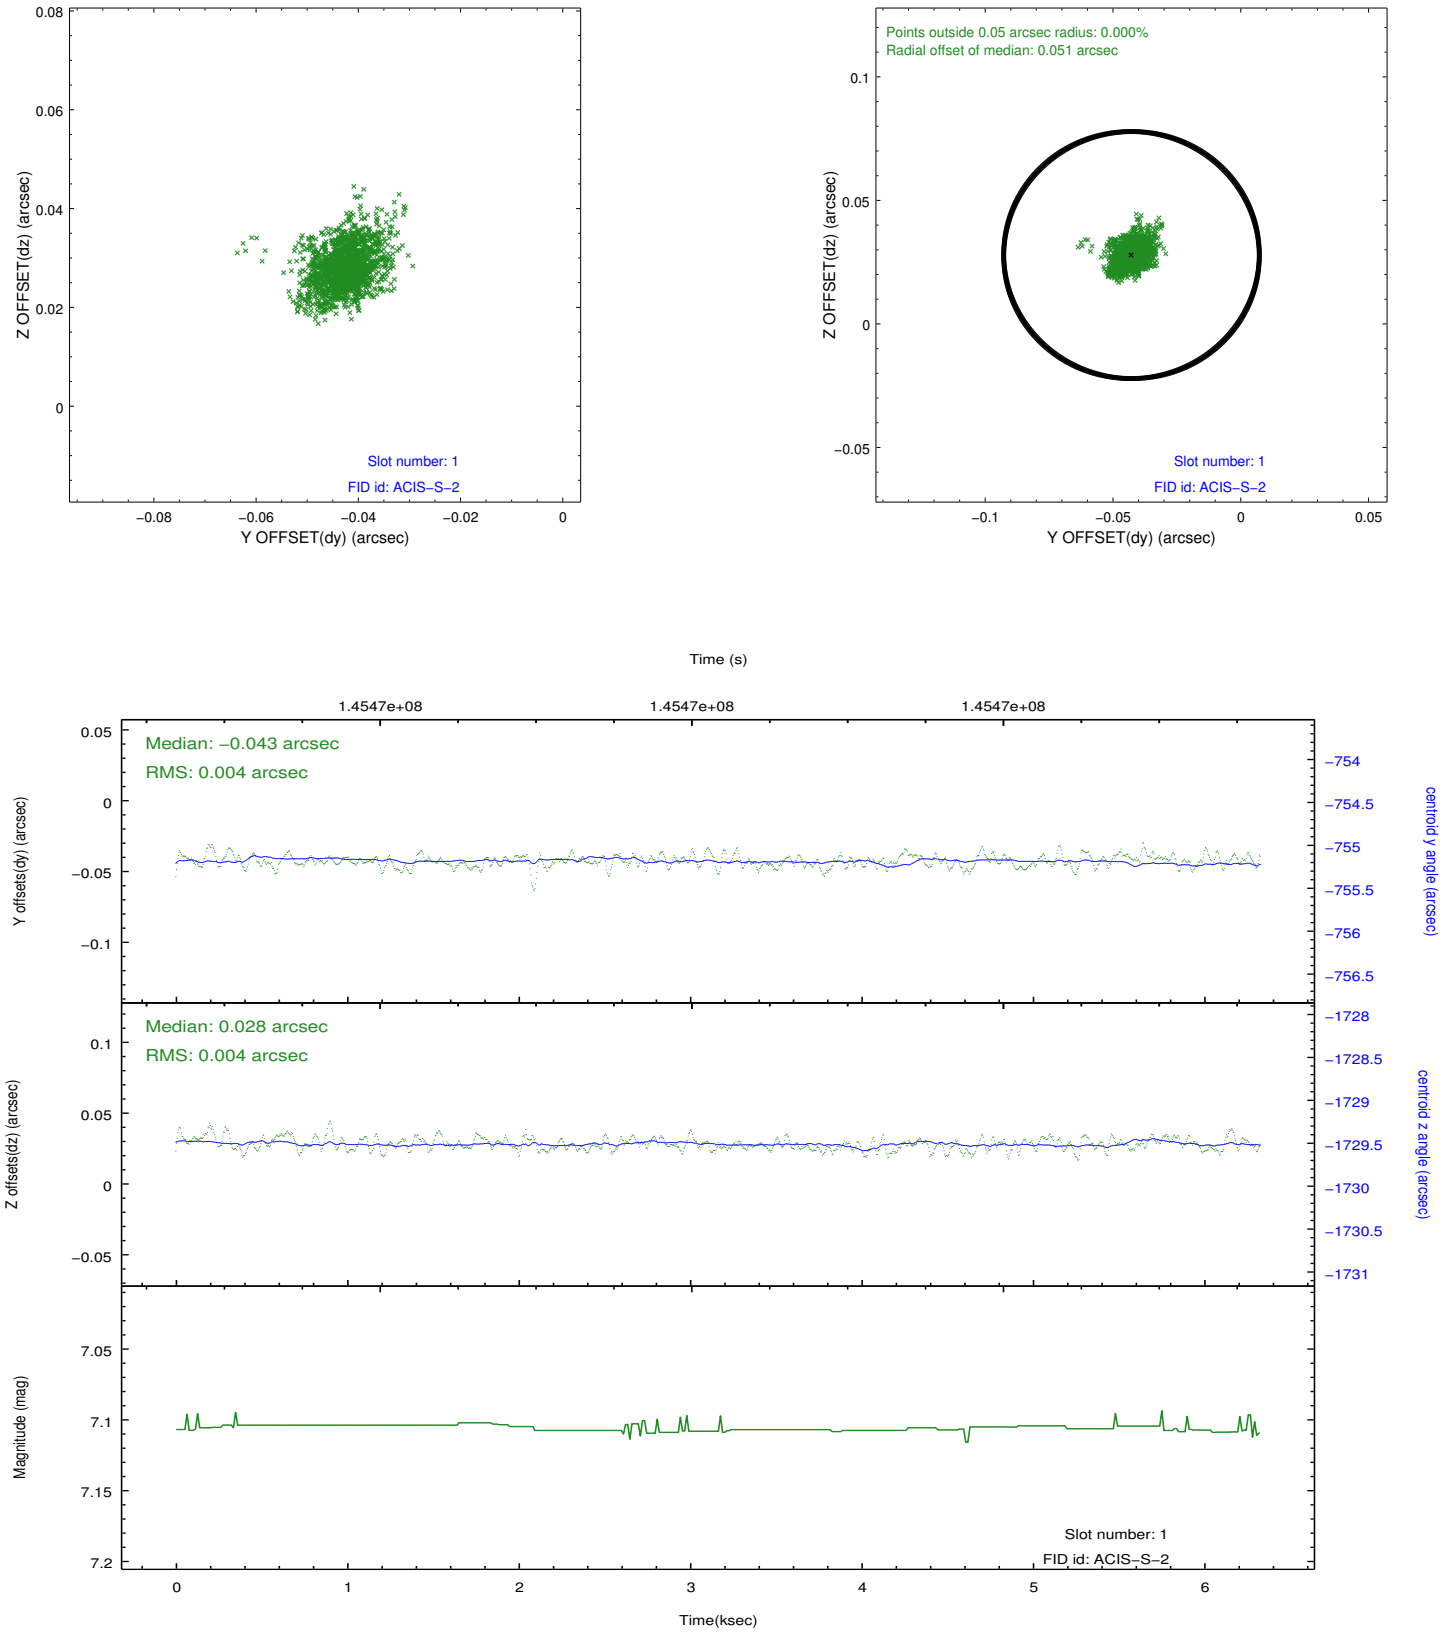 0.08
0.06
0.04
0.02
0
Z OFFSET(dz) (arcsec)
Slot number: 1
FID id: ACIS−S−2
−0.08
−0.06
−0.04
−0.02
0
Y OFFSET(dy) (arcsec)
Points outside 0.05 arcsec radius: 0.000%
Radial offset of median: 0.051 arcsec
0.1
0.05
0
−0.05
Z OFFSET(dz) (arcsec)
Slot number: 1
FID id: ACIS−S−2
−0.1
−0.05
0
0.05
Y OFFSET(dy) (arcsec)
Time (s)
1.4547e+08
1.4547e+08
1.4547e+08
Median: −0.043 arcsec
RMS: 0.004 arcsec
0.05
0
−0.05
−0.1
Y offsets(dy) (arcsec)
−754
−754.5
−755
−755.5
−756
−756.5
centroid y angle (arcsec)
Median: 0.028 arcsec
RMS: 0.004 arcsec
0.1
0.05
0
−0.05
Z offsets(dz) (arcsec)
−1728
−1728.5
−1729
−1729.5
−1730
−1730.5
−1731
centroid z angle (arcsec)
7.05
7.1
7.15
7.2
Magnitude (mag)
Slot number: 1
FID id: ACIS−S−2
0
1
2
3
4
5
6
Time(ksec)